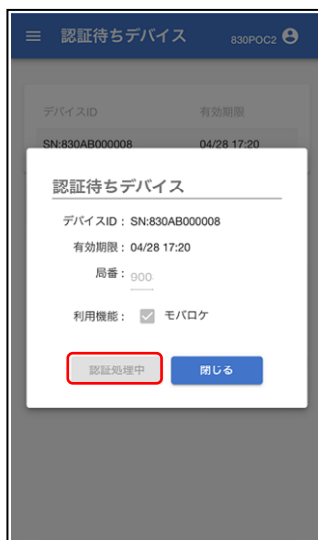 認証待ちデバイス 830POC2
デバイスID 有効期限
SN:830AB000008 04/28 17:20
認証待ちデバイス
デバイスID： SN:830AB000008
有効期限： 04/28 17:20
局番： 900
利用機能： モバロケ
認証処理中 閉じる